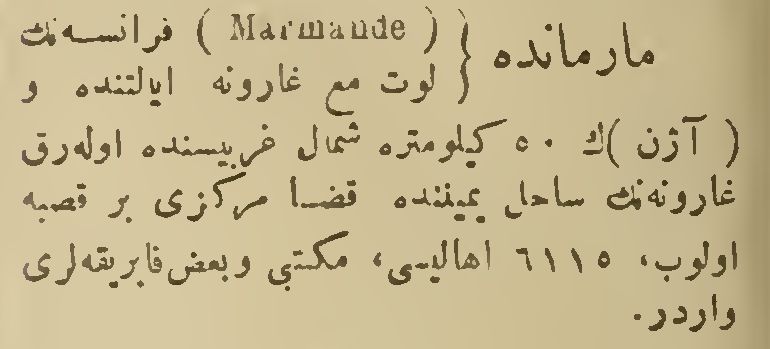 مارمانده { ( Marmande ) فرانسه‌نك
لوت مع غارونه ایالتنده و
( آژن )ك ٥٠ كیلومتره شمال غربیسنده اوله‌رق
غارونه‌نك ساحل یمیننده قضا مركزی بر قصبه
اولوب، ٦١١٥ اهالیسی، مكتبی و بعض فابریقه‌لری
واردر.